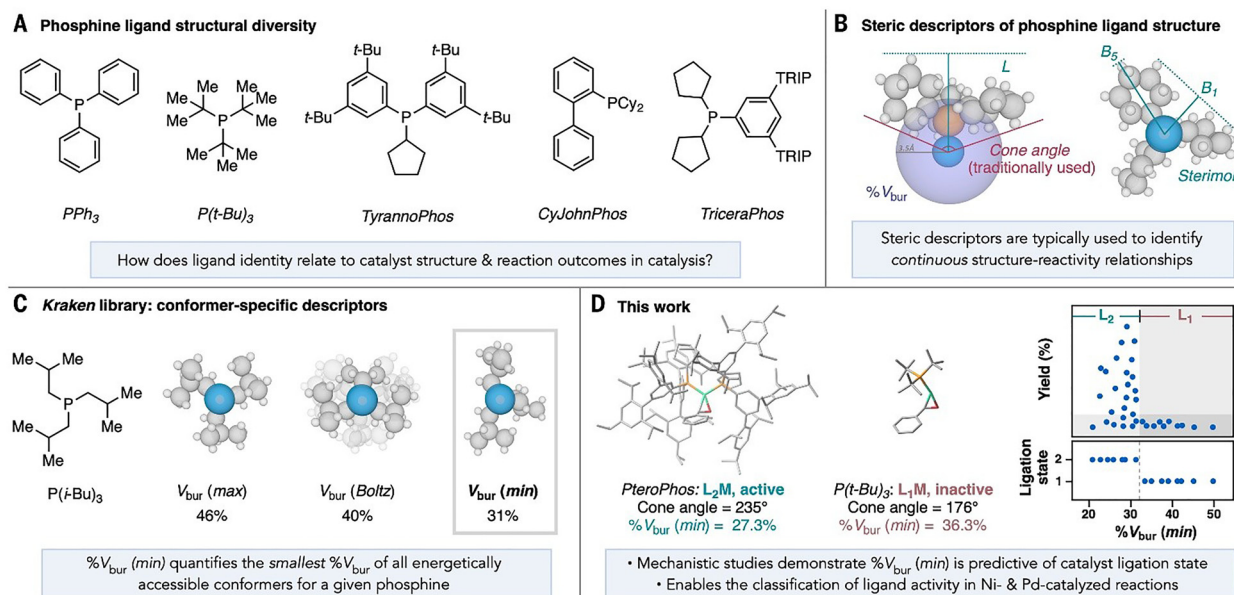 A Phosphine ligand structural diversity
P
PPh3
Me
Me
Me
Me
Me
Me
P
Me
Me
Me
P(t-Bu)3
t-Bu
t-Bu
t-Bu
t-Bu
P
TyrannoPhos
PCy2
CyJohnPhos
P
TRIP
TRIP
TriceraPhos
How does ligand identity relate to catalyst structure & reaction outcomes in catalysis?
B Steric descriptors of phosphine ligand structure
L
3.5Å
Cone angle
(traditionally used)
%Vbur
B5
B1
Sterimol
Steric descriptors are typically used to identify
continuous structure-reactivity relationships
C Kraken library: conformer-specific descriptors
Me
Me
Me
P
Me
Me
Me
P(i-Bu)3
Vbur (max)
46%
Vbur (Boltz)
40%
Vbur (min)
31%
%Vbur (min) quantifies the smallest %Vbur of all energetically
accessible conformers for a given phosphine
D This work
PteroPhos: L2M, active
Cone angle = 235°
%Vbur (min) = 27.3%
P(t-Bu)3: L1M, inactive
Cone angle = 176°
%Vbur (min) = 36.3%
L2
L1
Yield (%)
Ligation
state
2
1
20 30 40 50
%Vbur (min)
• Mechanistic studies demonstrate %Vbur (min) is predictive of catalyst ligation state
• Enables the classification of ligand activity in Ni- & Pd-catalyzed reactions